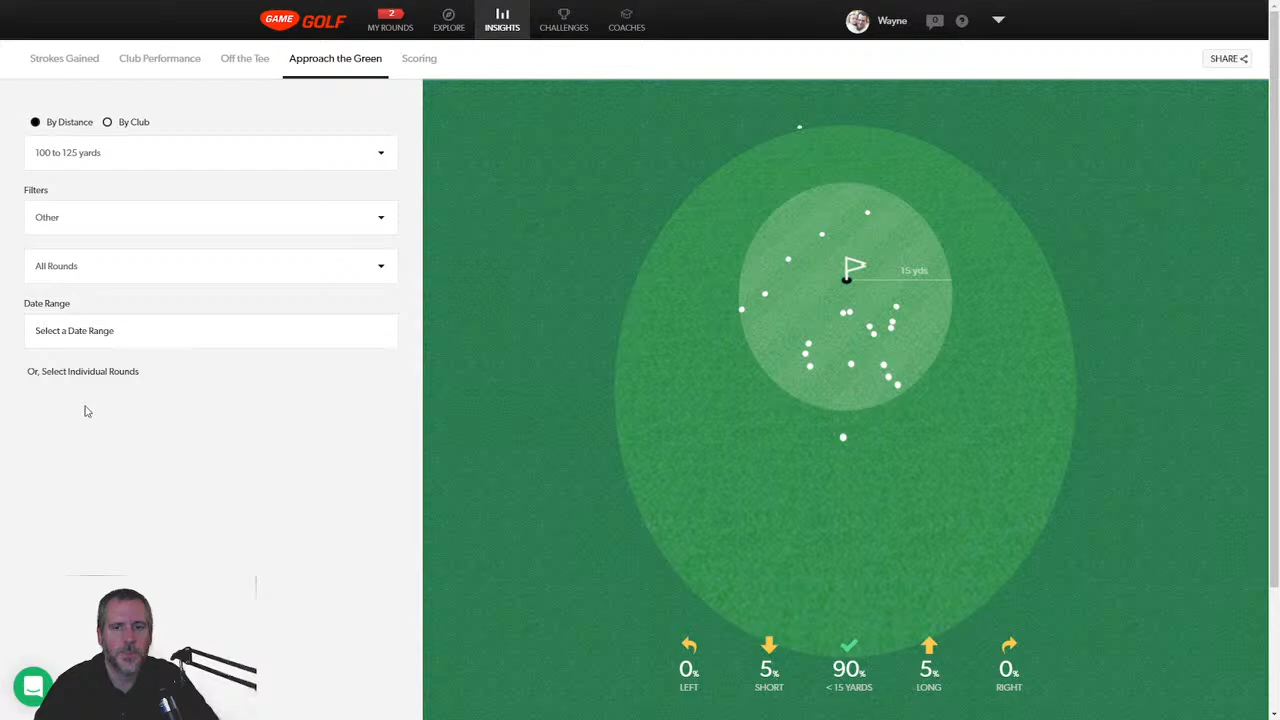 GAME GOLF
2
MY ROUNDS
EXPLORE
INSIGHTS
CHALLENGES
COACHES
Wayne
0
?
Strokes Gained
Club Performance
Off the Tee
Approach the Green
Scoring
SHARE
By Distance
By Club
100 to 125 yards
Filters
Other
All Rounds
Date Range
Select a Date Range
Or, Select Individual Rounds
15 yds
0%
LEFT
5%
SHORT
90%
< 15 YARDS
5%
LONG
0%
RIGHT